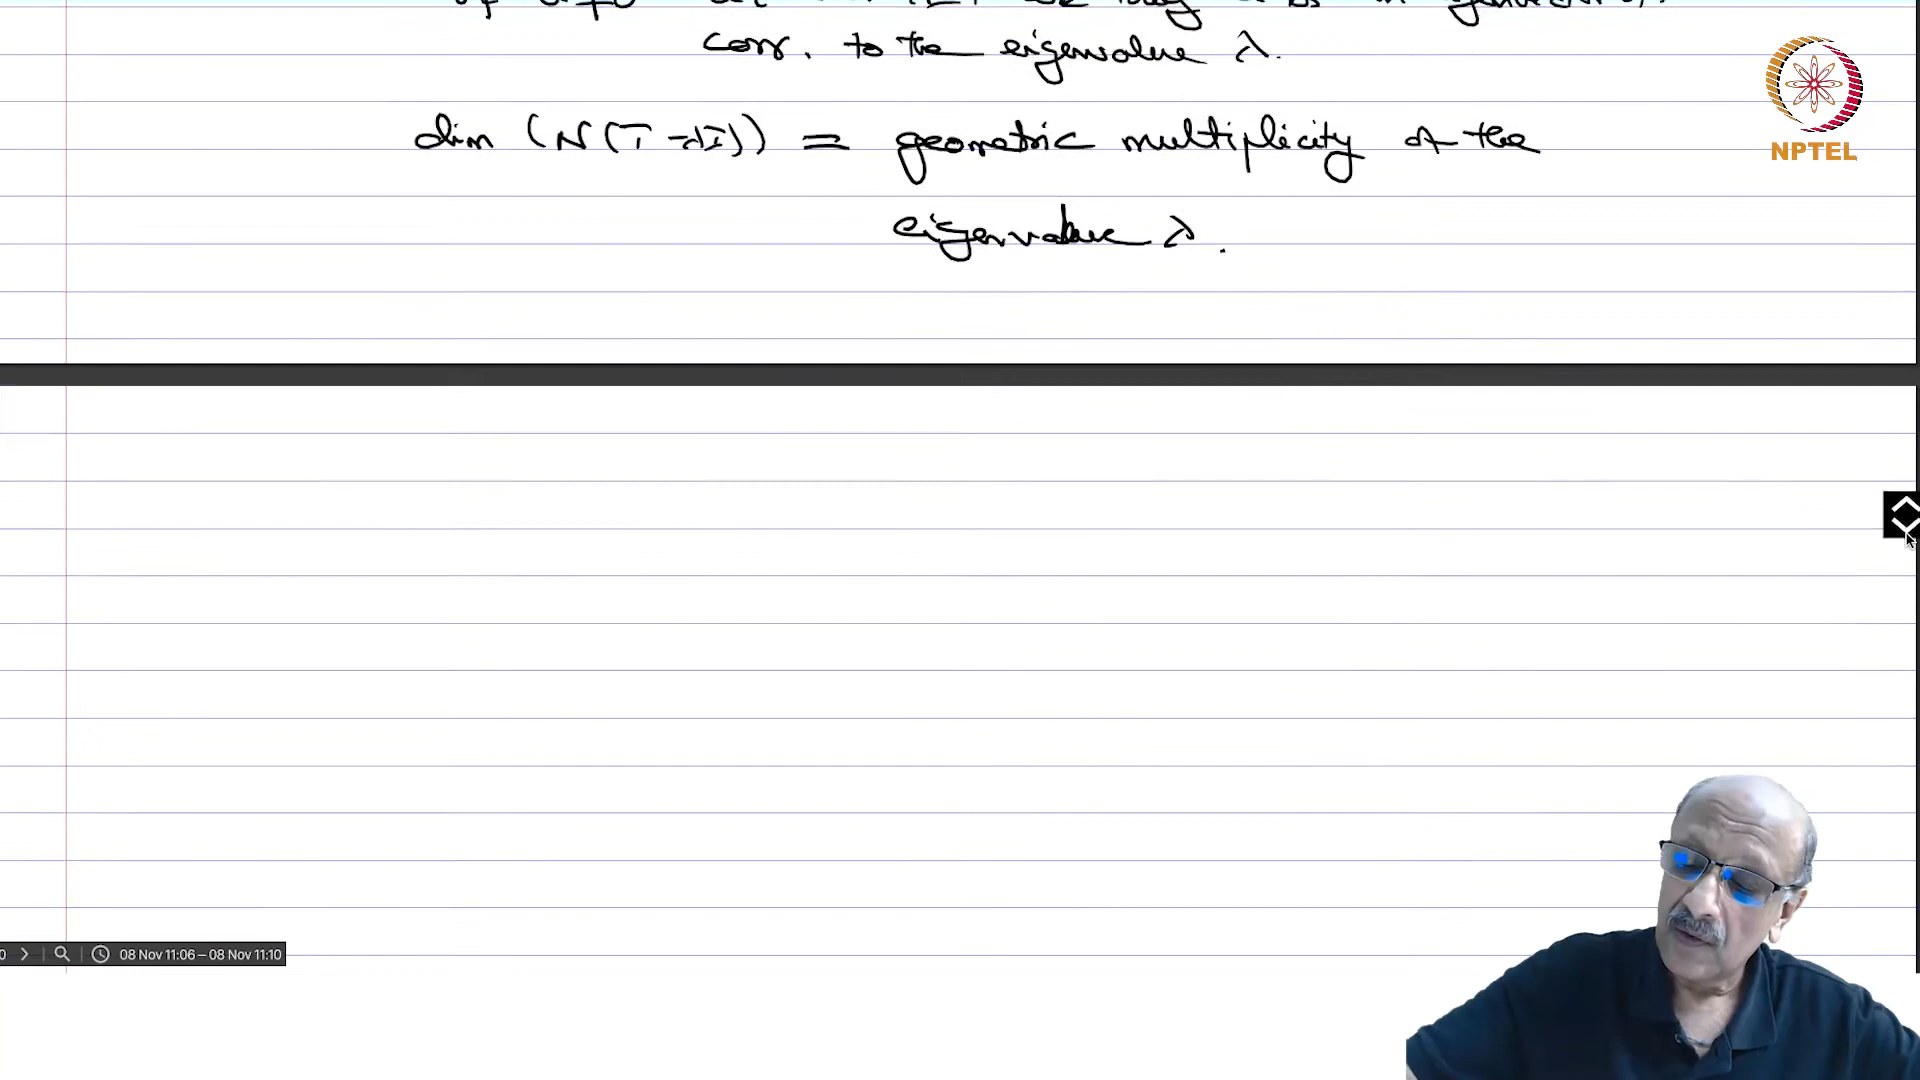 corr. to the eigenvalue λ.
dim (N(T-λI)) = geometric multiplicity of the
eigenvalue λ.
NPTEL
08 Nov 11:06 – 08 Nov 11:10